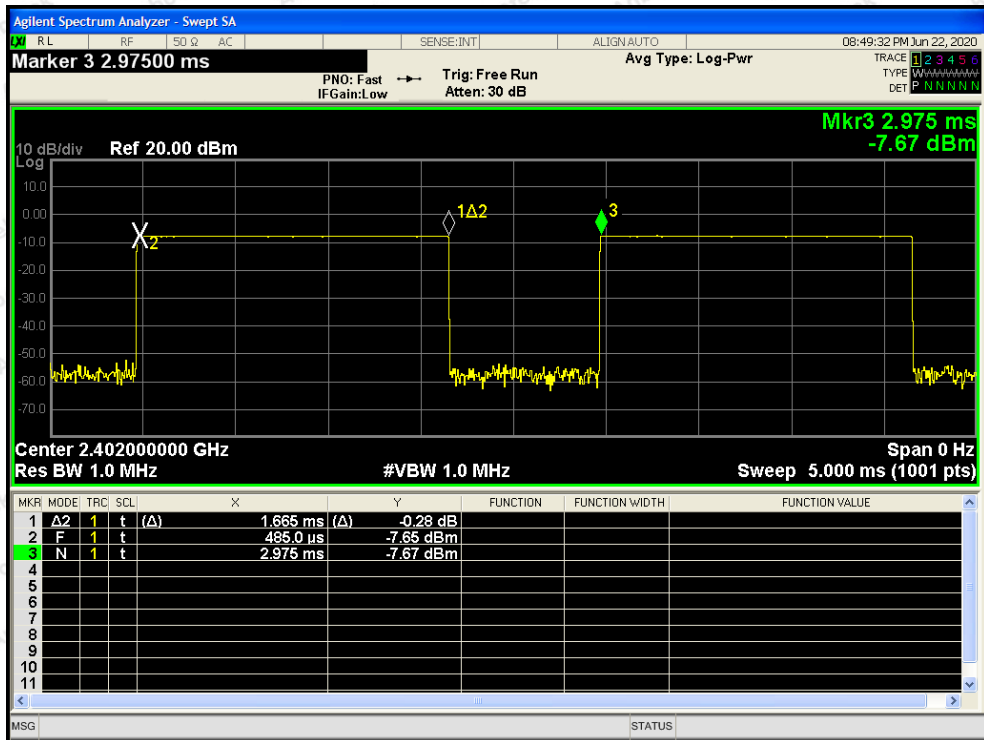 Agilent Spectrum Analyzer - Swept SA
LXI RL RF 50 Ω AC SENSE:INT ALIGNAUTO 08:49:32 PM Jun 22, 2020
Marker 3 2.97500 ms Avg Type: Log-Pwr TRACE 1 2 3 4 5 6
PNO: Fast Trig: Free Run TYPE WWWWWW
IFGain:Low Atten: 30 dB DET P N N N N N
Mkr3 2.975 ms
10 dB/div Ref 20.00 dBm -7.67 dBm
Log
10.0
0.00
1Δ2 3
2
-10.0
-20.0
-30.0
-40.0
-50.0
-60.0
-70.0
Center 2.402000000 GHz Span 0 Hz
Res BW 1.0 MHz #VBW 1.0 MHz Sweep 5.000 ms (1001 pts)
MKR MODE TRC SCL X Y FUNCTION FUNCTION WIDTH FUNCTION VALUE
1 Δ2 1 t (Δ) 1.665 ms (Δ) -0.28 dB
2 F 1 t 485.0 µs -7.65 dBm
3 N 1 t 2.975 ms -7.67 dBm
4
5
6
7
8
9
10
11
MSG STATUS